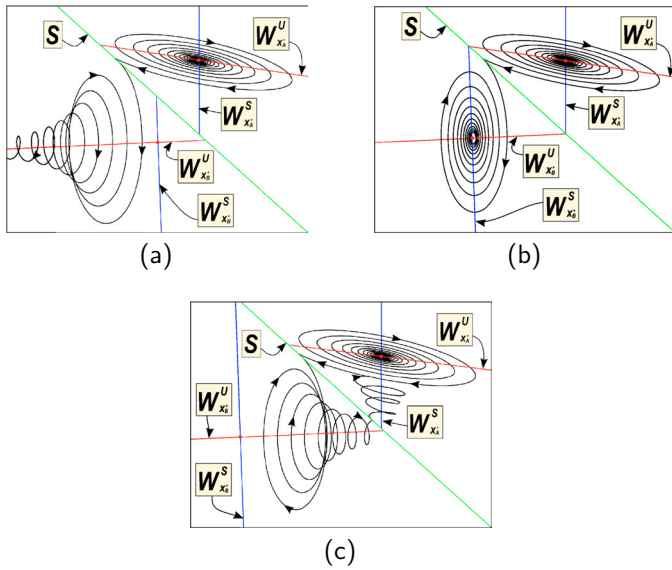 S
W^U_{X^*_A}
W^S_{X^*_A}
W^U_{X^*_B}
W^S_{X^*_B}
(a)
S
W^U_{X^*_A}
W^S_{X^*_A}
W^U_{X^*_B}
W^S_{X^*_B}
(b)
S
W^U_{X^*_A}
W^U_{X^*_B}
W^S_{X^*_A}
W^S_{X^*_B}
(c)